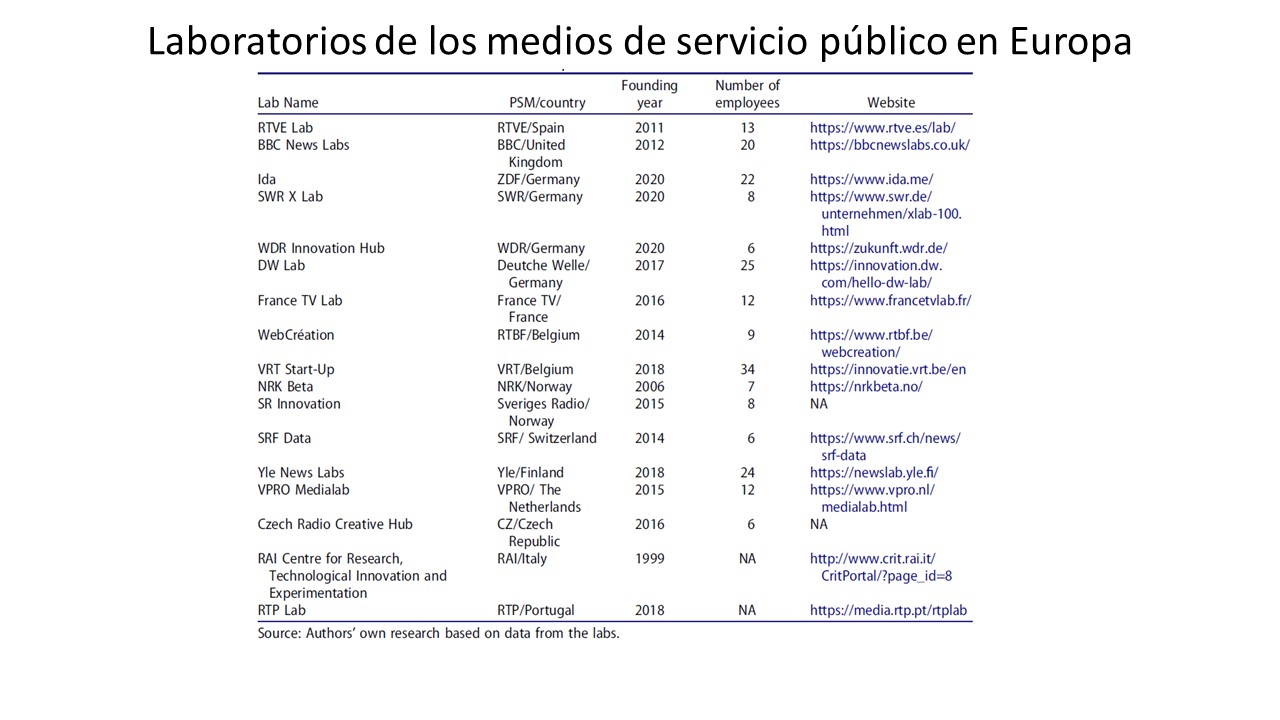 Laboratorios de los medios de servicio público en Europa
Lab Name PSM/country Founding year Number of employees Website
RTVE Lab RTVE/Spain 2011 13 https://www.rtve.es/lab/
BBC News Labs BBC/United 2012 20 https://bbcnewslabs.co.uk/
Kingdom
Ida ZDF/Germany 2020 22 https://www.ida.me/
SWR X Lab SWR/Germany 2020 8 https://www.swr.de/
unternehmen/xlab-100.
html
WDR Innovation Hub WDR/Germany 2020 6 https://zukunft.wdr.de/
DW Lab Deutche Welle/ 2017 25 https://innovation.dw.
Germany com/hello-dw-lab/
France TV Lab France TV/ 2016 12 https://www.francetvlab.fr/
France
WebCréation RTBF/Belgium 2014 9 https://www.rtbf.be/
webcreation/
VRT Start-Up VRT/Belgium 2018 34 https://innovatie.vrt.be/en
NRK Beta NRK/Norway 2006 7 https://nrkbeta.no/
SR Innovation Sveriges Radio/ 2015 8 NA
Norway
SRF Data SRF/ Switzerland 2014 6 https://www.srf.ch/news/
srf-data
Yle News Labs Yle/Finland 2018 24 https://newslab.yle.fi/
VPRO Medialab VPRO/ The 2015 12 https://www.vpro.nl/
Netherlands medialab.html
Czech Radio Creative Hub CZ/Czech 2016 6 NA
Republic
RAI Centre for Research, RAI/Italy 1999 NA http://www.crit.rai.it/
Technological Innovation and CritPortal/?page_id=8
Experimentation
RTP Lab RTP/Portugal 2018 NA https://media.rtp.pt/rtplab
Source: Authors' own research based on data from the labs.